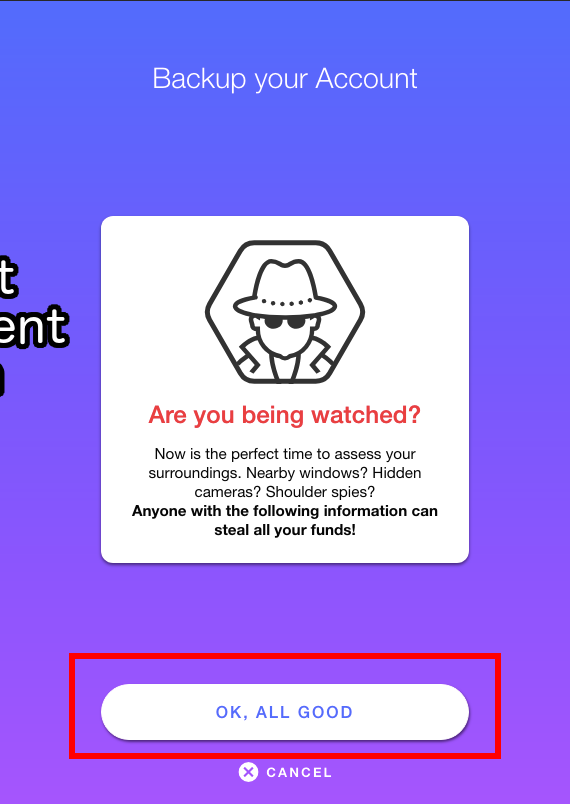 Backup your Account
Are you being watched?
Now is the perfect time to assess your
surroundings. Nearby windows? Hidden
cameras? Shoulder spies?
Anyone with the following information can
steal all your funds!
OK, ALL GOOD
CANCEL